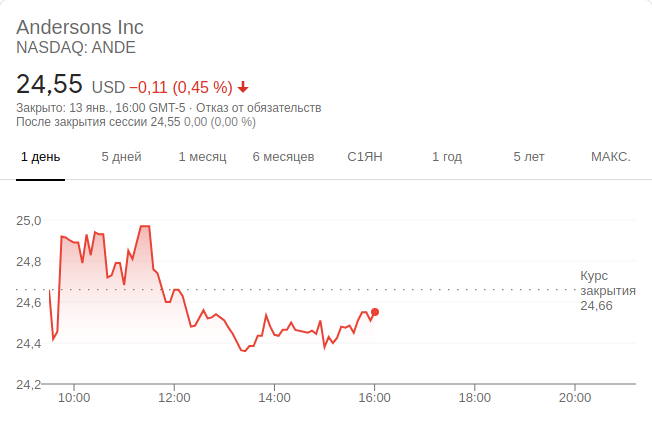 Andersons Inc
NASDAQ: ANDE
24,55 USD −0,11 (0,45 %)
Закрыто: 13 янв., 16:00 GMT-5 · Отказ от обязательств
После закрытия сессии 24,55 0,00 (0,00 %)
1 день 5 дней 1 месяц 6 месяцев С1ЯН 1 год 5 лет МАКС.
25,0
24,8
Курс
закрытия
24,6
24,66
24,4
24,2
10:00 12:00 14:00 16:00 18:00 20:00